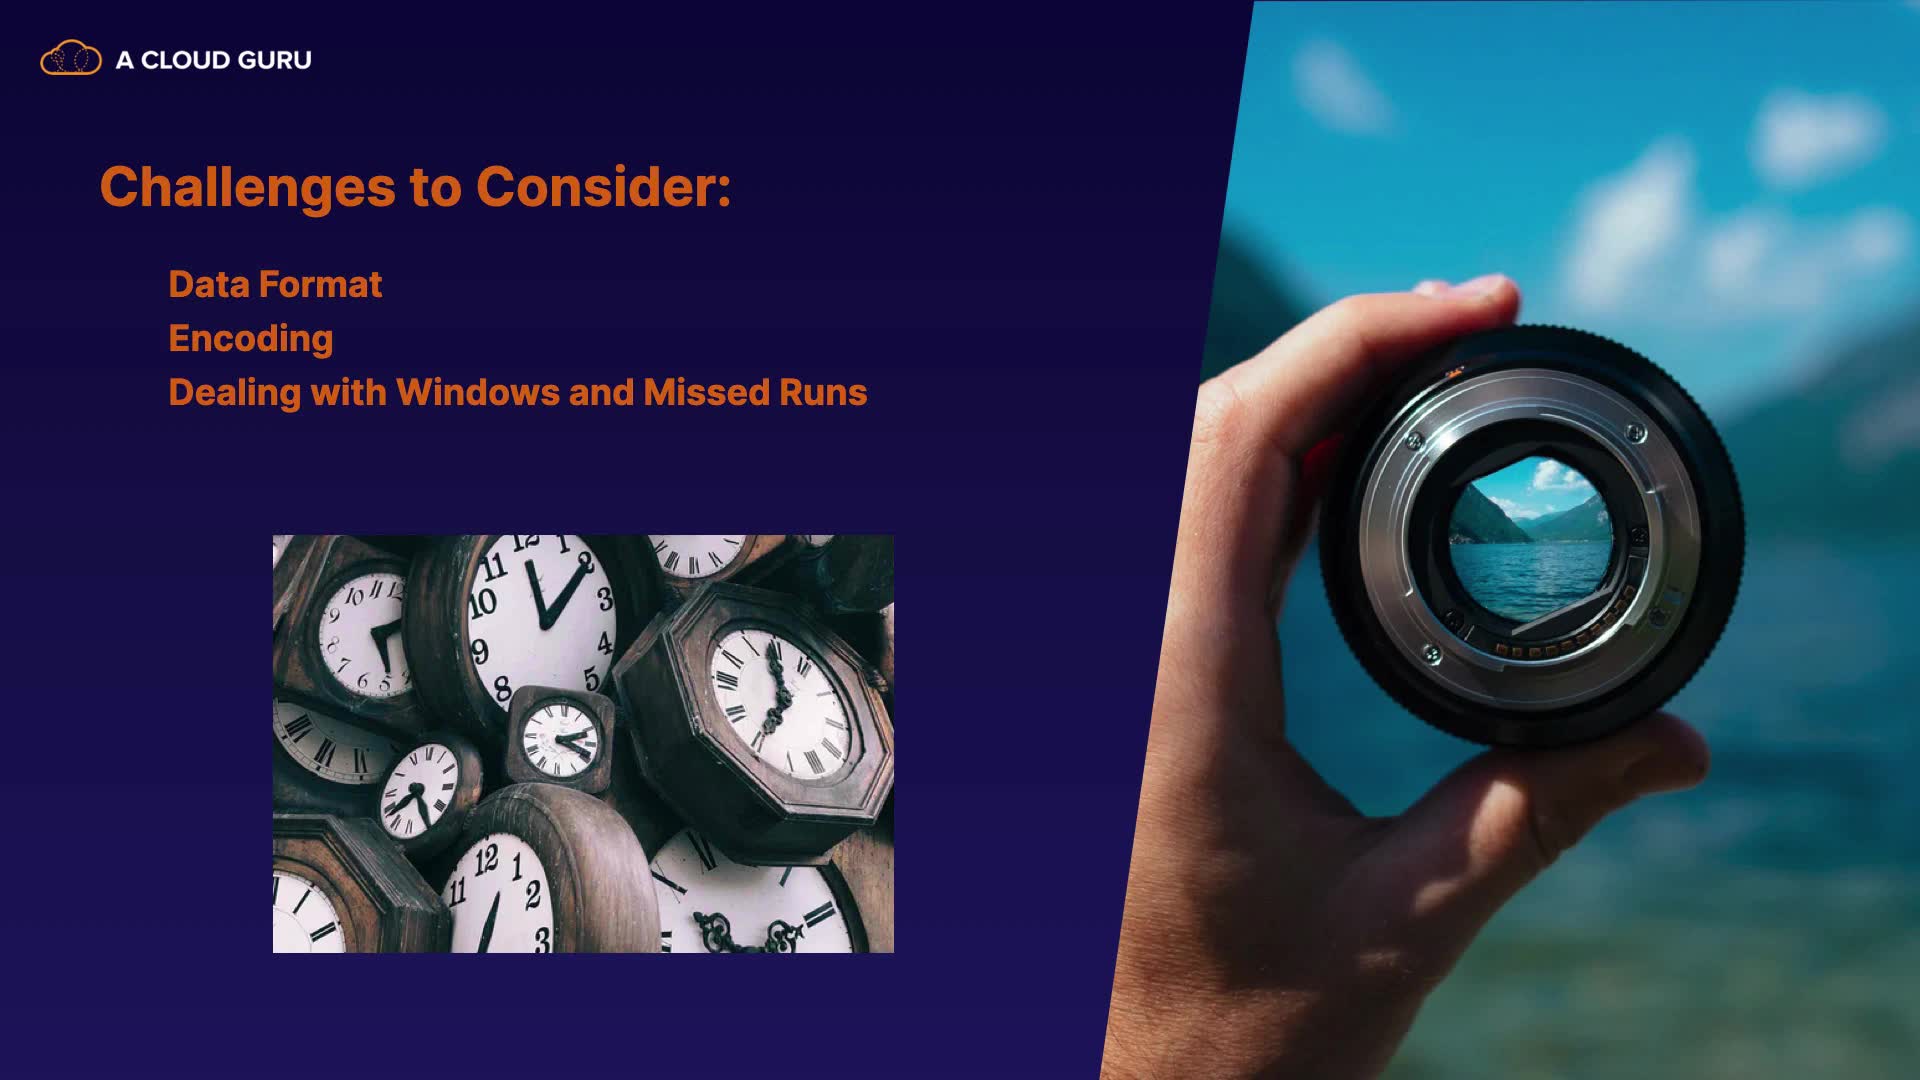 A CLOUD GURU
Challenges to Consider:
Data Format
Encoding
Dealing with Windows and Missed Runs